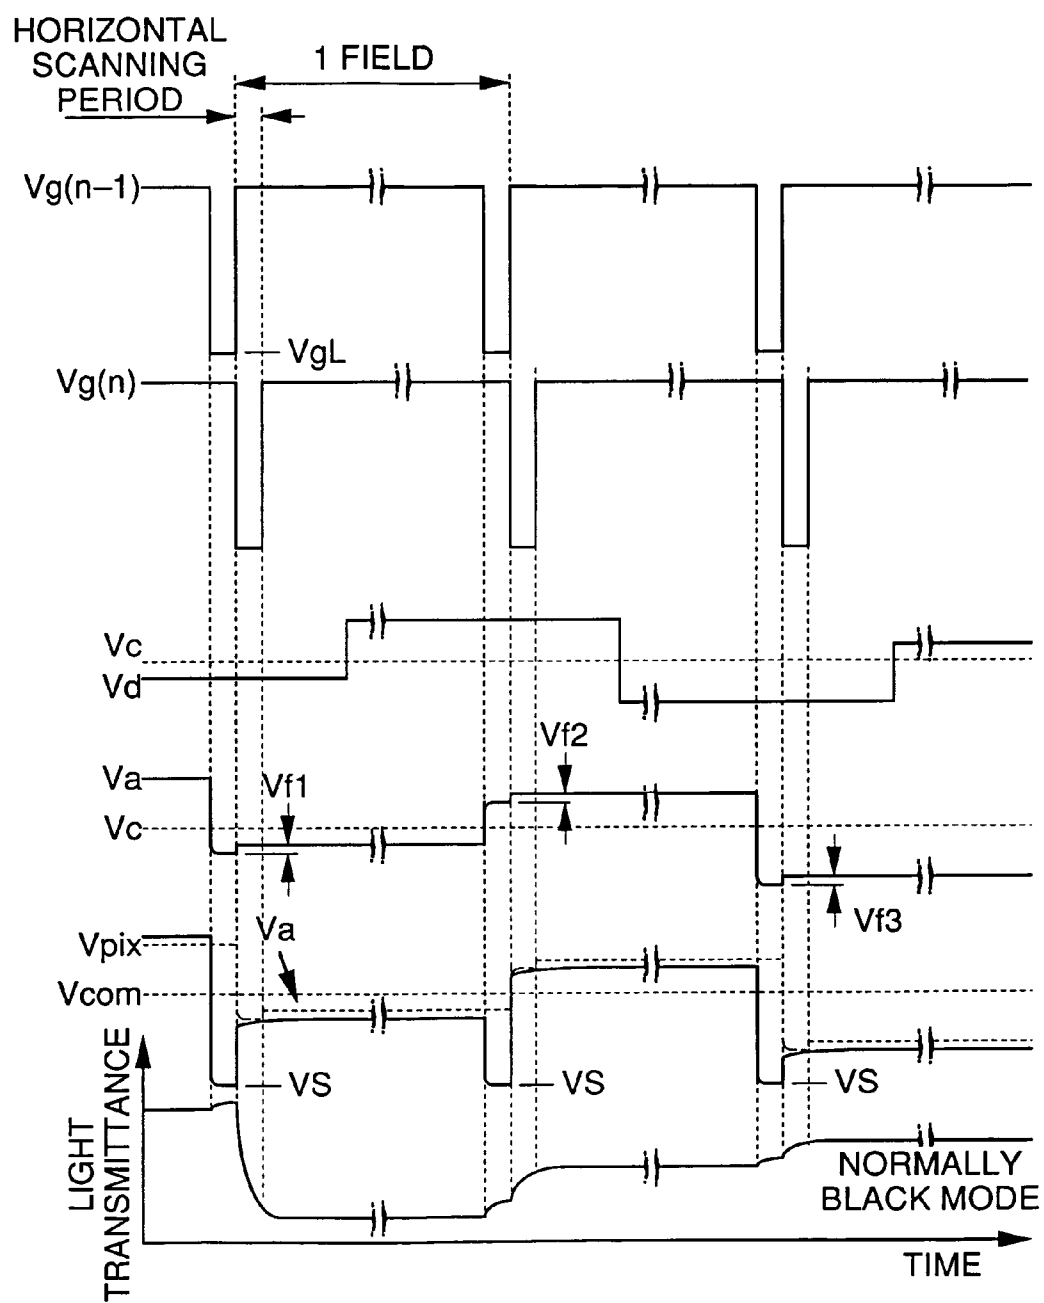 HORIZONTAL
SCANNING
PERIOD
1 FIELD
Vg(n−1)
VgL
Vg(n)
Vc
Vd
Vf2
Va
Vf1
Vc
Vf3
Va
Vpix
Vcom
VS
VS
LIGHT
TRANSMITTANCE
NORMALLY
BLACK MODE
TIME